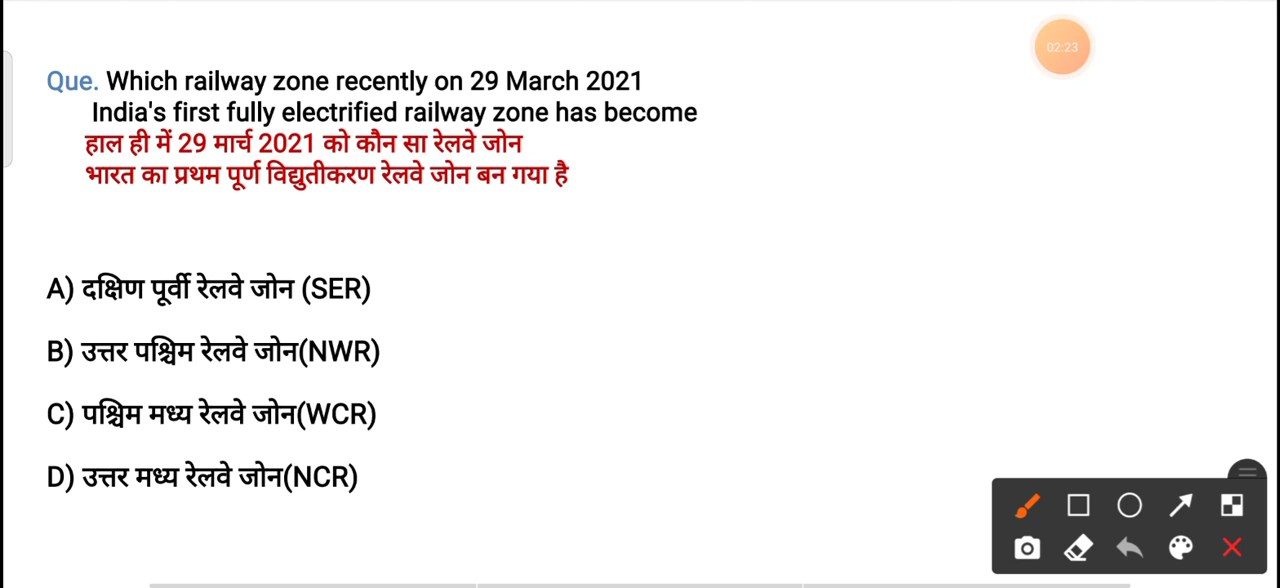 02:23
Que. Which railway zone recently on 29 March 2021
India's first fully electrified railway zone has become
हाल ही में 29 मार्च 2021 को कौन सा रेलवे जोन
भारत का प्रथम पूर्ण विद्युतीकरण रेलवे जोन बन गया है
A) दक्षिण पूर्वी रेलवे जोन (SER)
B) उत्तर पश्चिम रेलवे जोन(NWR)
C) पश्चिम मध्य रेलवे जोन(WCR)
D) उत्तर मध्य रेलवे जोन(NCR)